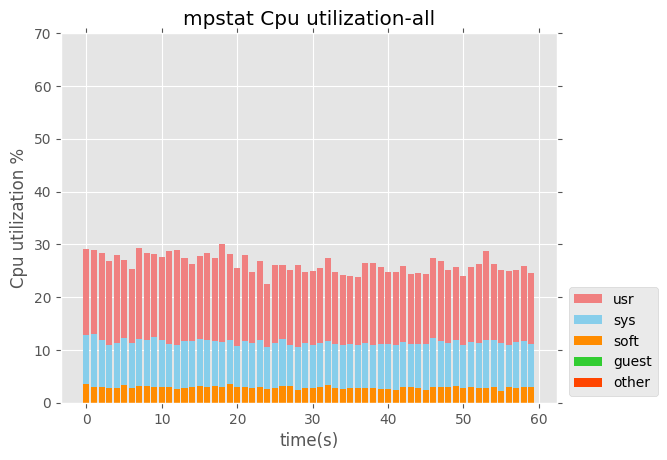 mpstat Cpu utilization-all
Cpu utilization %
70
60
50
40
30
20
10
0
0 10 20 30 40 50 60
time(s)
usr
sys
soft
guest
other